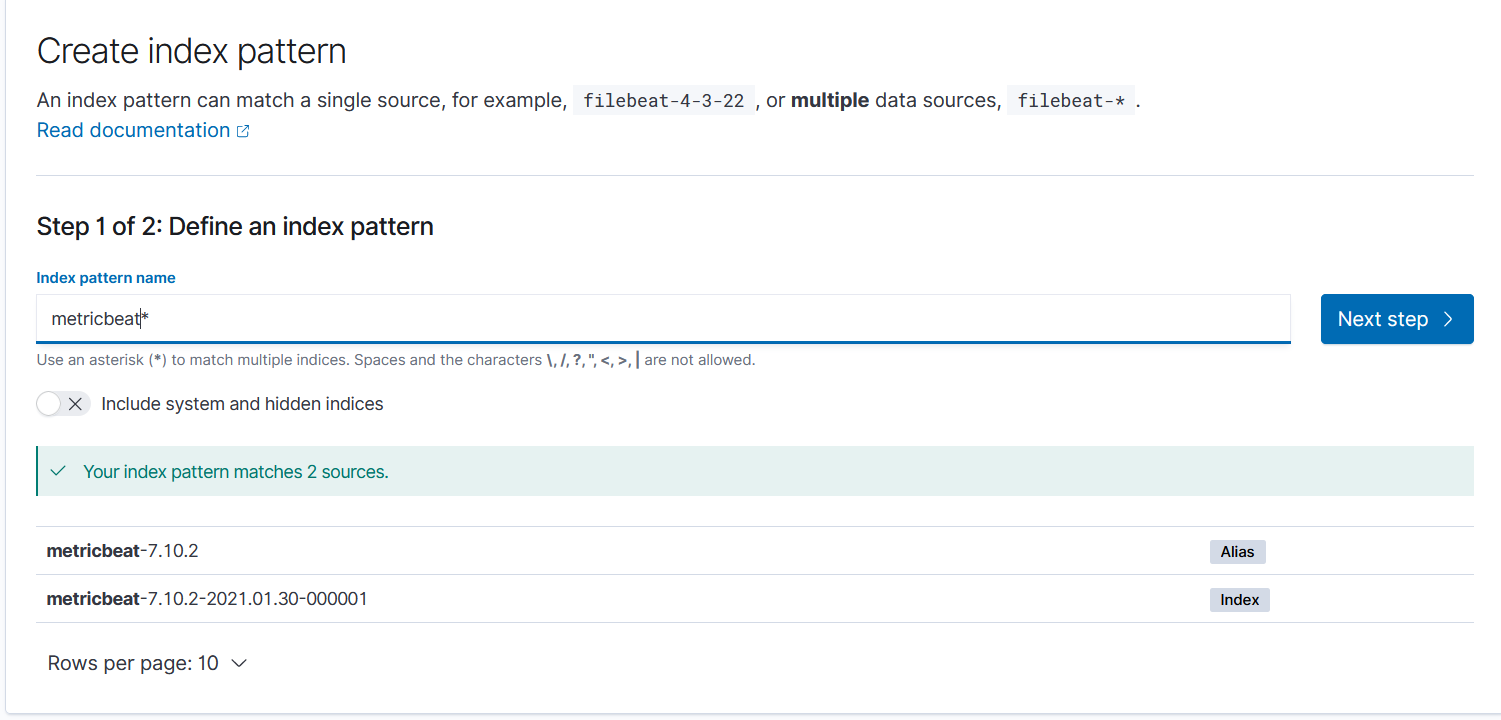 Create index pattern
An index pattern can match a single source, for example, filebeat-4-3-22 , or multiple data sources, filebeat-* .
Read documentation
Step 1 of 2: Define an index pattern
Index pattern name
metricbeat*
Next step
Use an asterisk (*) to match multiple indices. Spaces and the characters \, /, ?, ", <, >, | are not allowed.
Include system and hidden indices
Your index pattern matches 2 sources.
metricbeat-7.10.2 Alias
metricbeat-7.10.2-2021.01.30-000001 Index
Rows per page: 10